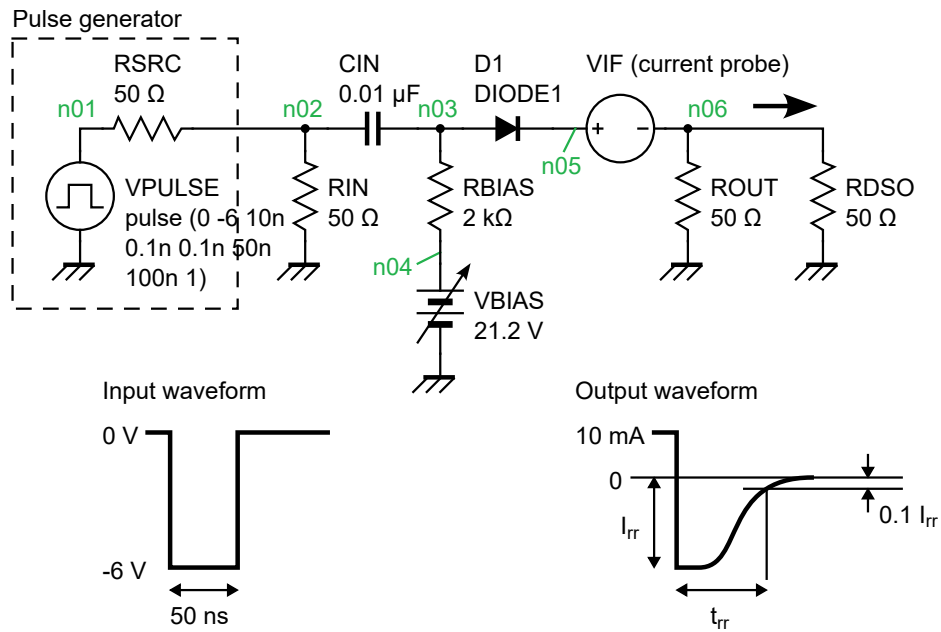 Pulse generator
RSRC
50 Ω
n01
VPULSE
pulse (0 -6 10n
0.1n 0.1n 50n
100n 1)
n02
RIN
50 Ω
CIN
0.01 µF
n03
RBIAS
2 kΩ
n04
VBIAS
21.2 V
D1
DIODE1
n05
VIF (current probe)
+
-
n06
ROUT
50 Ω
RDSO
50 Ω
Input waveform
0 V
-6 V
50 ns
Output waveform
10 mA
0
Irr
0.1 Irr
trr